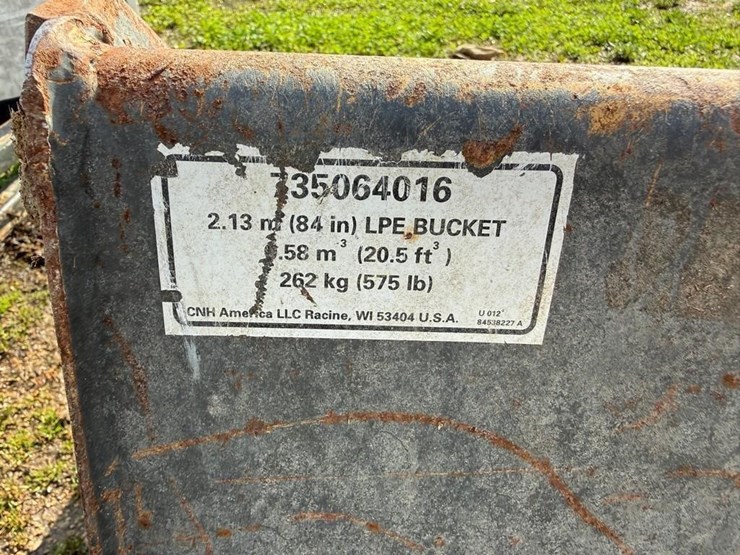 735064016
2.13 m (84 in) LPE BUCKET
.58 m³ (20.5 ft³)
262 kg (575 lb)
CNH America LLC Racine, WI 53404 U.S.A.
U 012
84538227 A